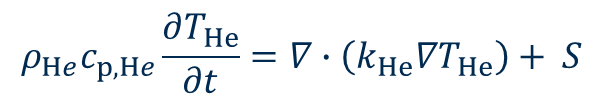 ρ_He c_p,He ∂T_He/∂t = ∇ · (k_He ∇T_He) + S